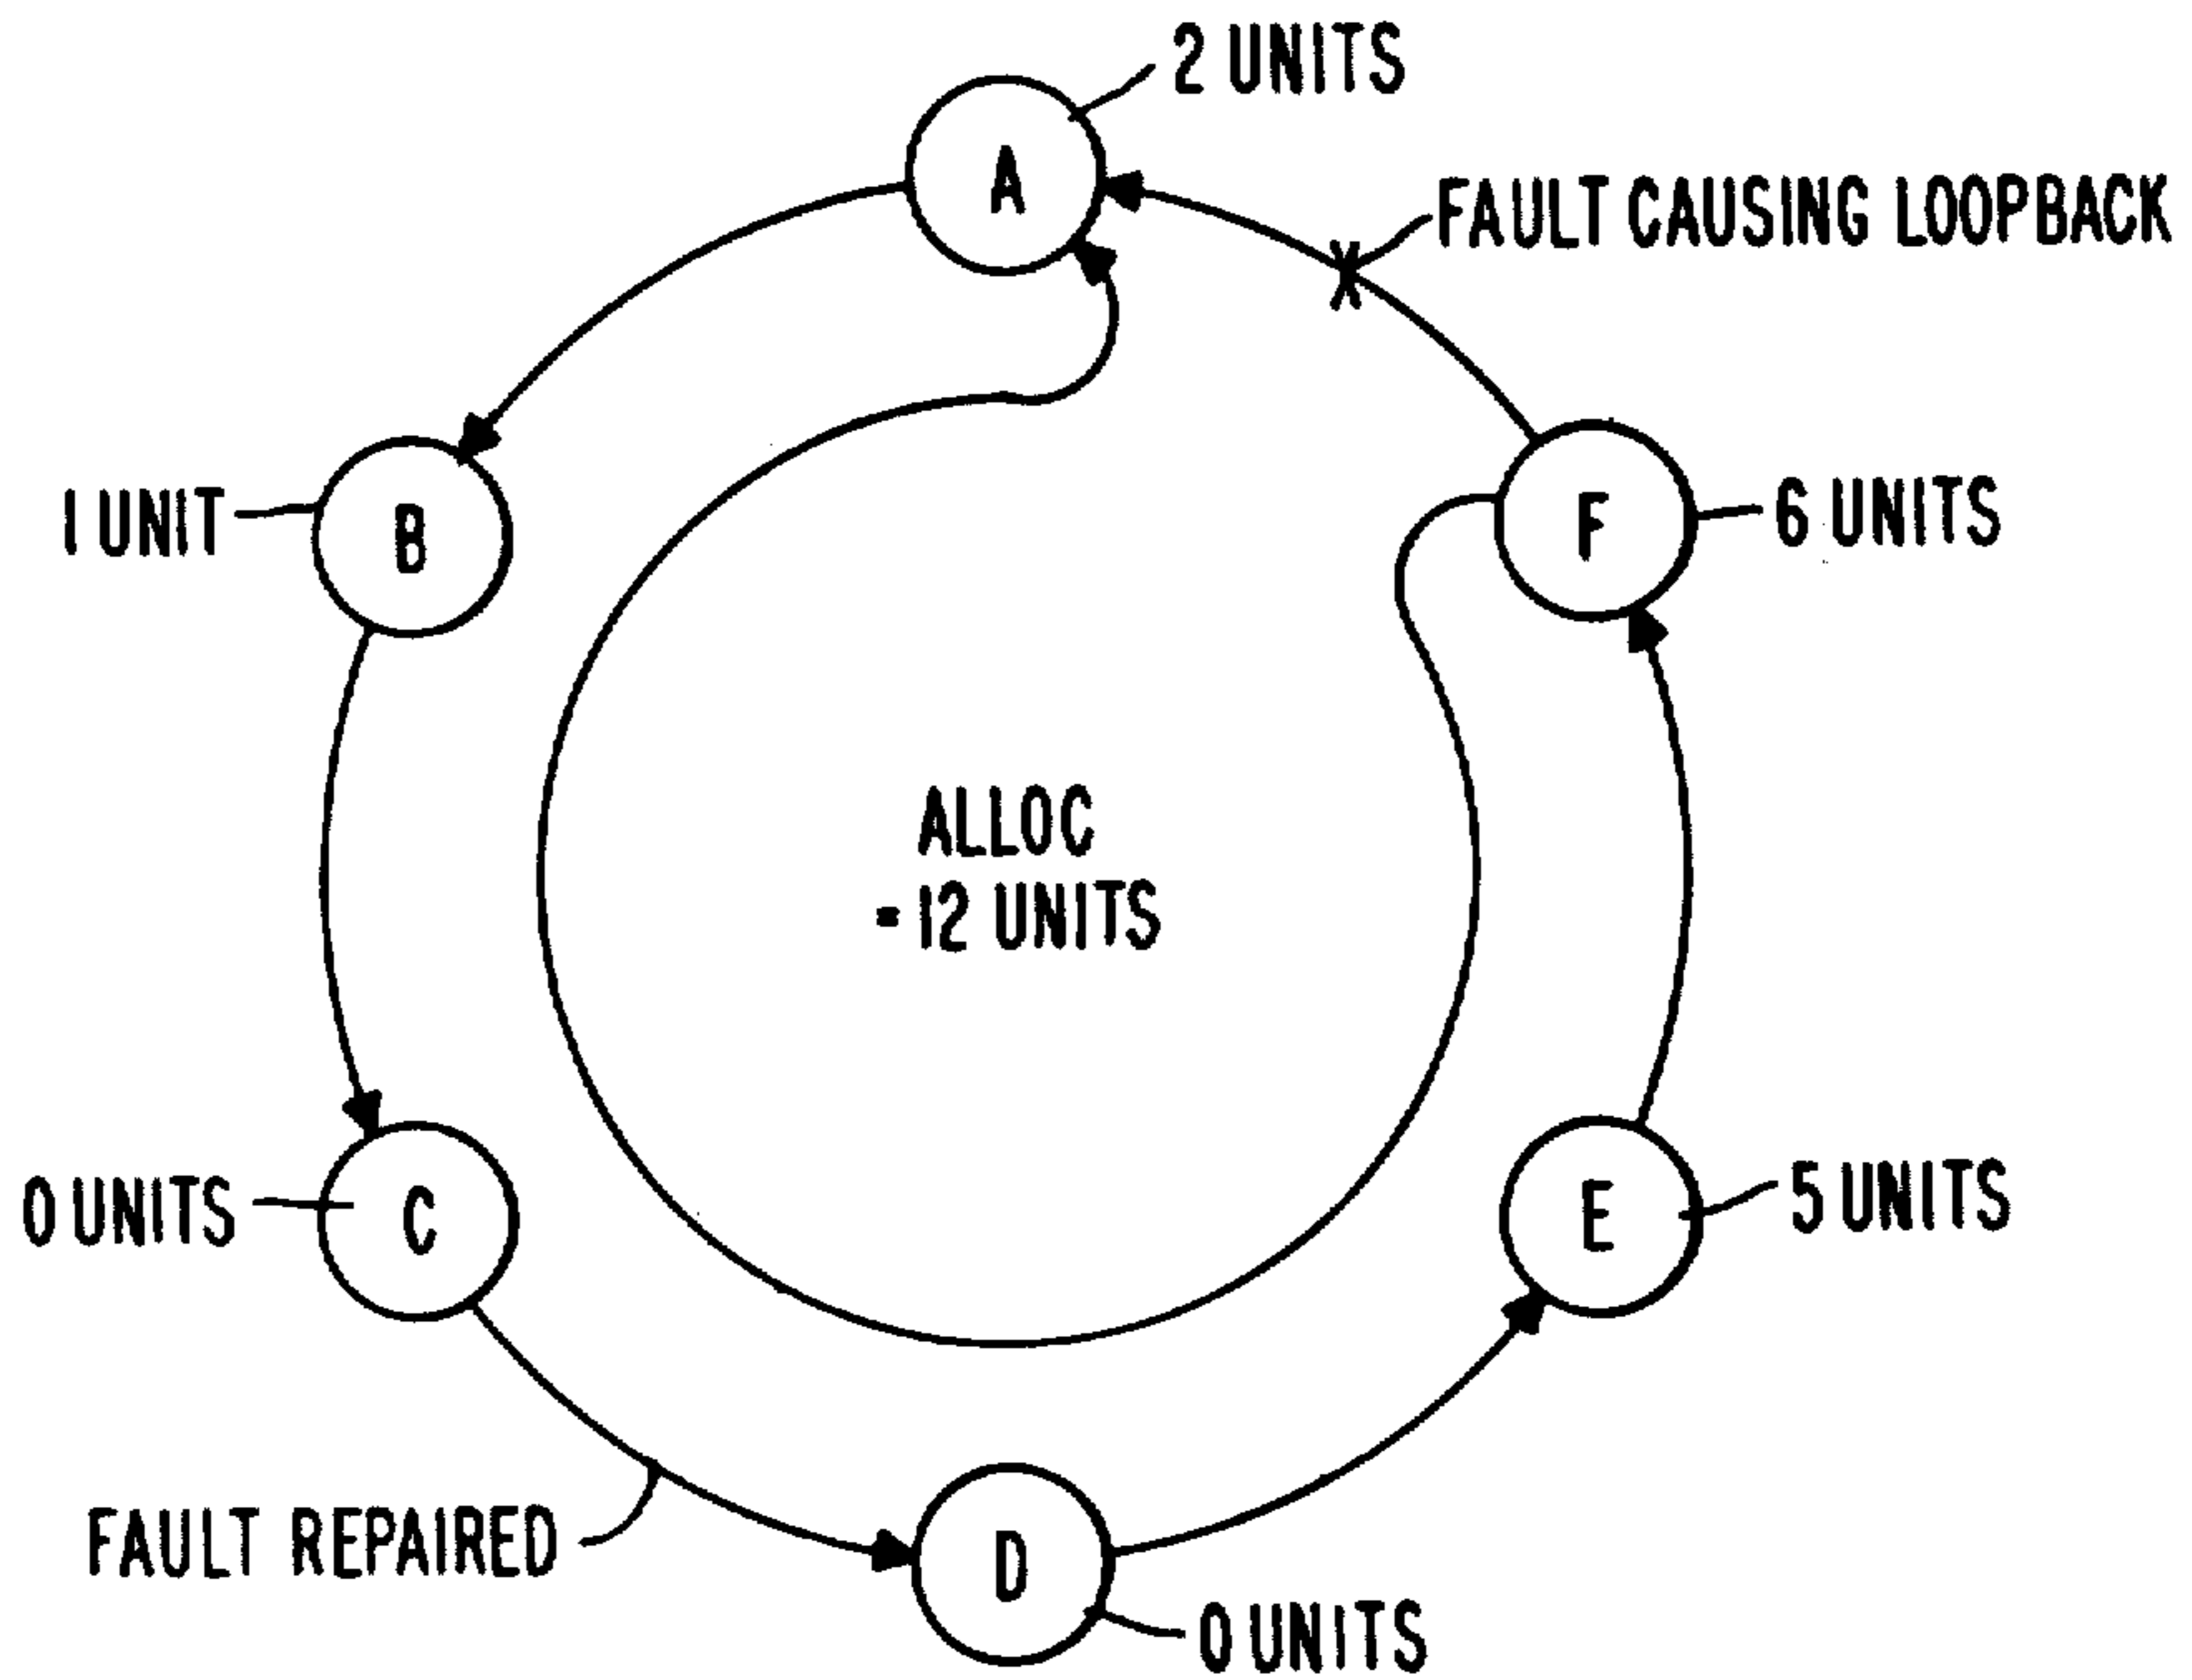 2 UNITS
A
FAULT CAUSING LOOPBACK
1 UNIT
B
F
6 UNITS
ALLOC
= 12 UNITS
0 UNITS
C
E
5 UNITS
FAULT REPAIRED
D
0 UNITS